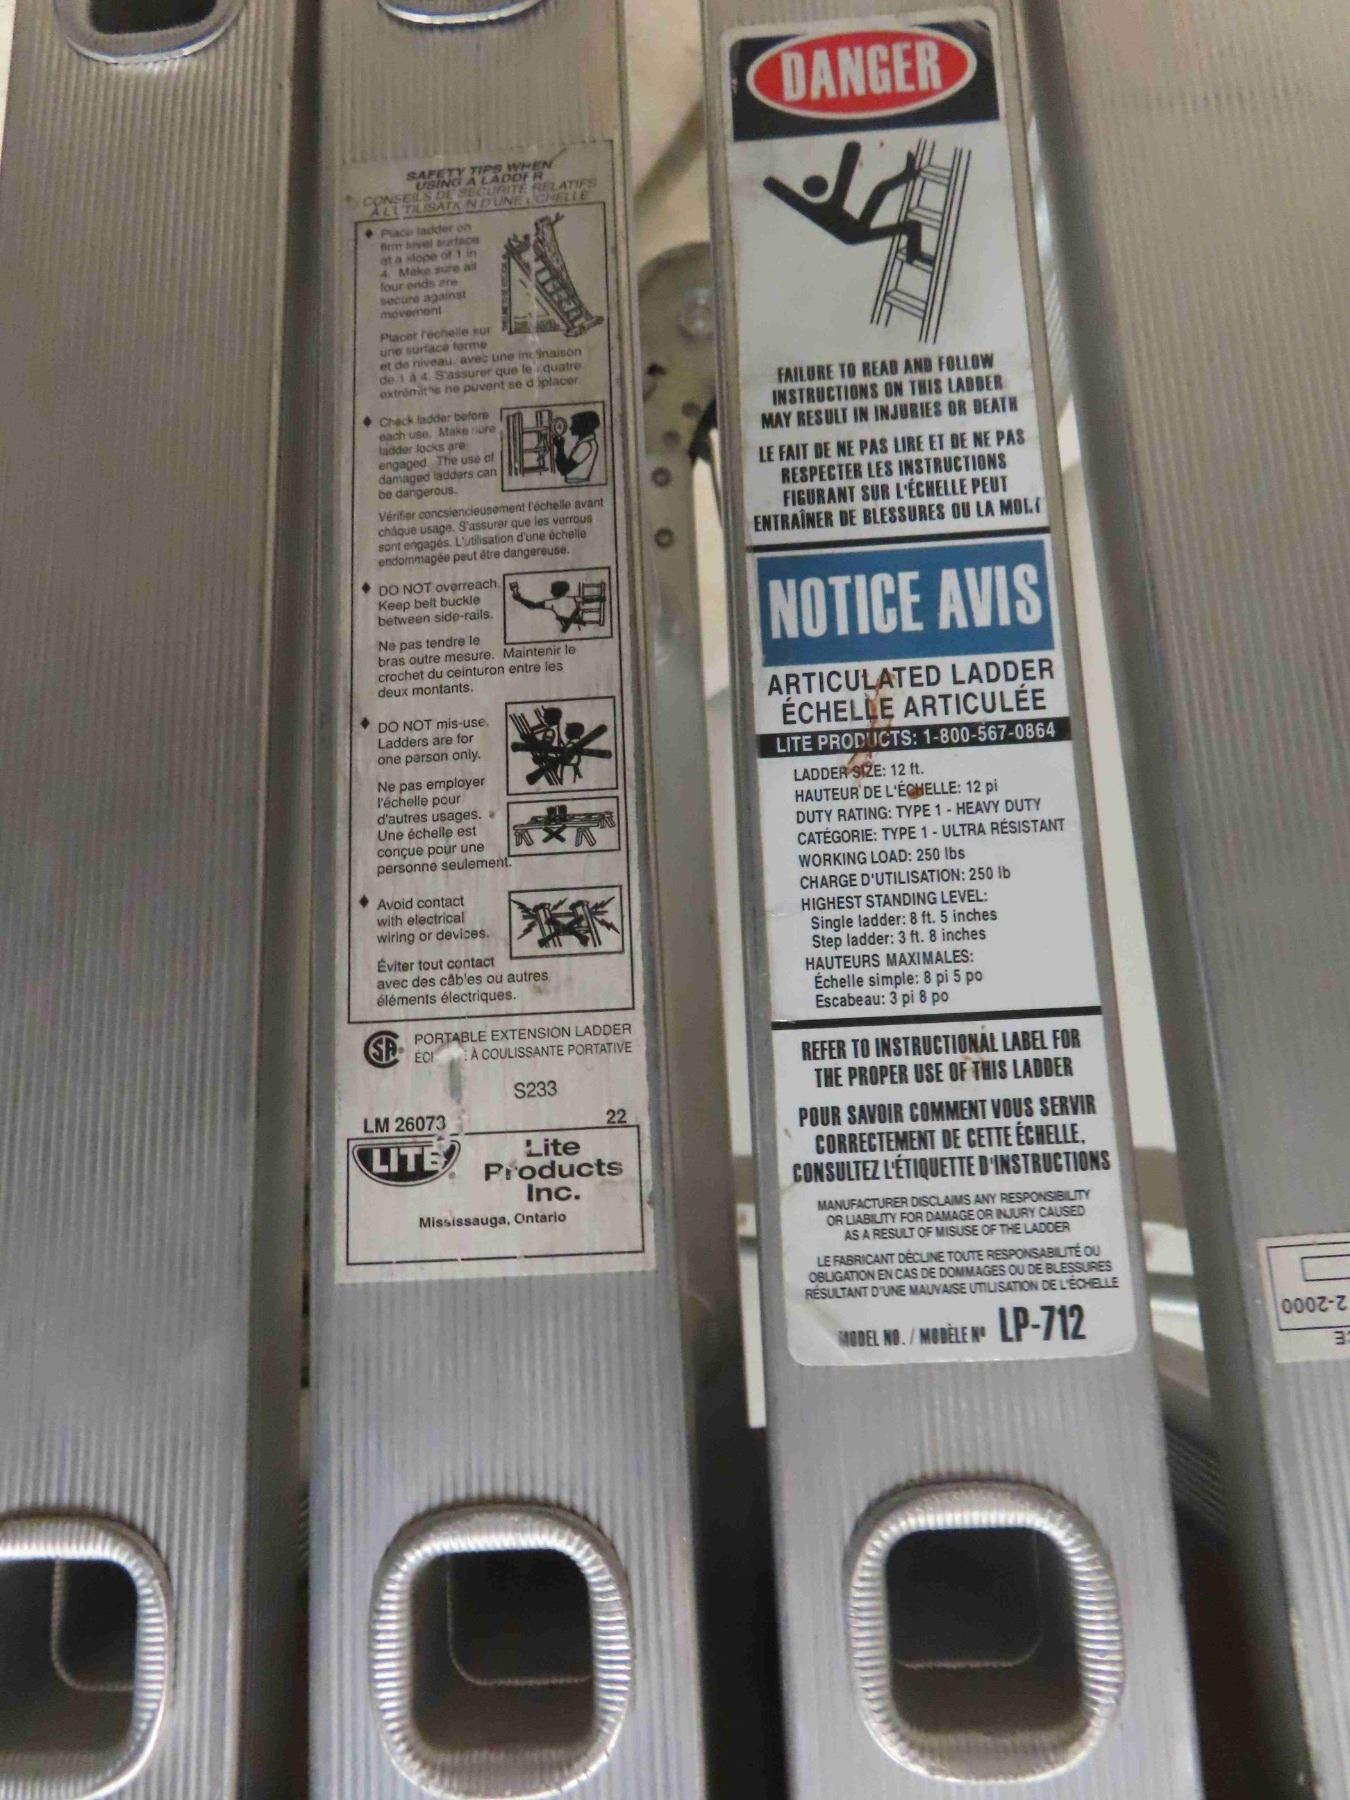 SAFETY TIPS WHEN
USING A LADDER
CONSEILS DE SECURITE RELATIFS
À L'UTILISATION D'UNE ECHELLE
♦ Place ladder on
firm level surface
at a slope of 1 in
4. Make sure all
four ends are
secure against
movement
Placer l'échelle sur
une surface ferme
et de niveau, avec une inclinaison
de 1 à 4. S'assurer que le quatre
extrémités ne puvent se déplacer.
♦ Check ladder before
each use. Make sure
ladder locks are
engaged. The use of
damaged ladders can
be dangerous.
Vérifier concsiencieusement l'échelle avant
châque usage. S'assurer que les verrous
sont engagés. L'utilisation d'une échelle
endommagée peut être dangereuse.
♦ DO NOT overreach.
Keep belt buckle
between side-rails.
Ne pas tendre le
bras outre mesure. Maintenir le
crochet du ceinturon entre les
deux montants.
♦ DO NOT mis-use.
Ladders are for
one person only.
Ne pas employer
l'échelle pour
d'autres usages.
Une échelle est
conçue pour une
personne seulement.
♦ Avoid contact
with electrical
wiring or devices.
Éviter tout contact
avec des câb'es ou autres
éléments électriques.
SA PORTABLE EXTENSION LADDER
À COULISSANTE PORTATIVE
S233
LM 26073 22
LITE ® Lite
Products
Inc.
Mississauga, Ontario
DANGER
FAILURE TO READ AND FOLLOW
INSTRUCTIONS ON THIS LADDER
MAY RESULT IN INJURIES OR DEATH
LE FAIT DE NE PAS LIRE ET DE NE PAS
RESPECTER LES INSTRUCTIONS
FIGURANT SUR L'ÉCHELLE PEUT
ENTRAÎNER DE BLESSURES OU LA MORT
NOTICE AVIS
ARTICULATED LADDER
ÉCHELLE ARTICULÉE
LITE PRODUCTS: 1-800-567-0864
LADDER SIZE: 12 ft.
HAUTEUR DE L'ÉCHELLE: 12 pi
DUTY RATING: TYPE 1 - HEAVY DUTY
CATÉGORIE: TYPE 1 - ULTRA RÉSISTANT
WORKING LOAD: 250 lbs
CHARGE D'UTILISATION: 250 lb
HIGHEST STANDING LEVEL:
Single ladder: 8 ft. 5 inches
Step ladder: 3 ft. 8 inches
HAUTEURS MAXIMALES:
Échelle simple: 8 pi 5 po
Escabeau: 3 pi 8 po
REFER TO INSTRUCTIONAL LABEL FOR
THE PROPER USE OF THIS LADDER
POUR SAVOIR COMMENT VOUS SERVIR
CORRECTEMENT DE CETTE ÉCHELLE,
CONSULTEZ L'ÉTIQUETTE D'INSTRUCTIONS
MANUFACTURER DISCLAIMS ANY RESPONSIBILITY
OR LIABILITY FOR DAMAGE OR INJURY CAUSED
AS A RESULT OF MISUSE OF THE LADDER
LE FABRICANT DÉCLINE TOUTE RESPONSABILITÉ OU
OBLIGATION EN CAS DE DOMMAGES OU DE BLESSURES
RÉSULTANT D'UNE MAUVAISE UTILISATION DE L'ÉCHELLE
MODEL NO. / MODÈLE Nº LP-712
2-2000